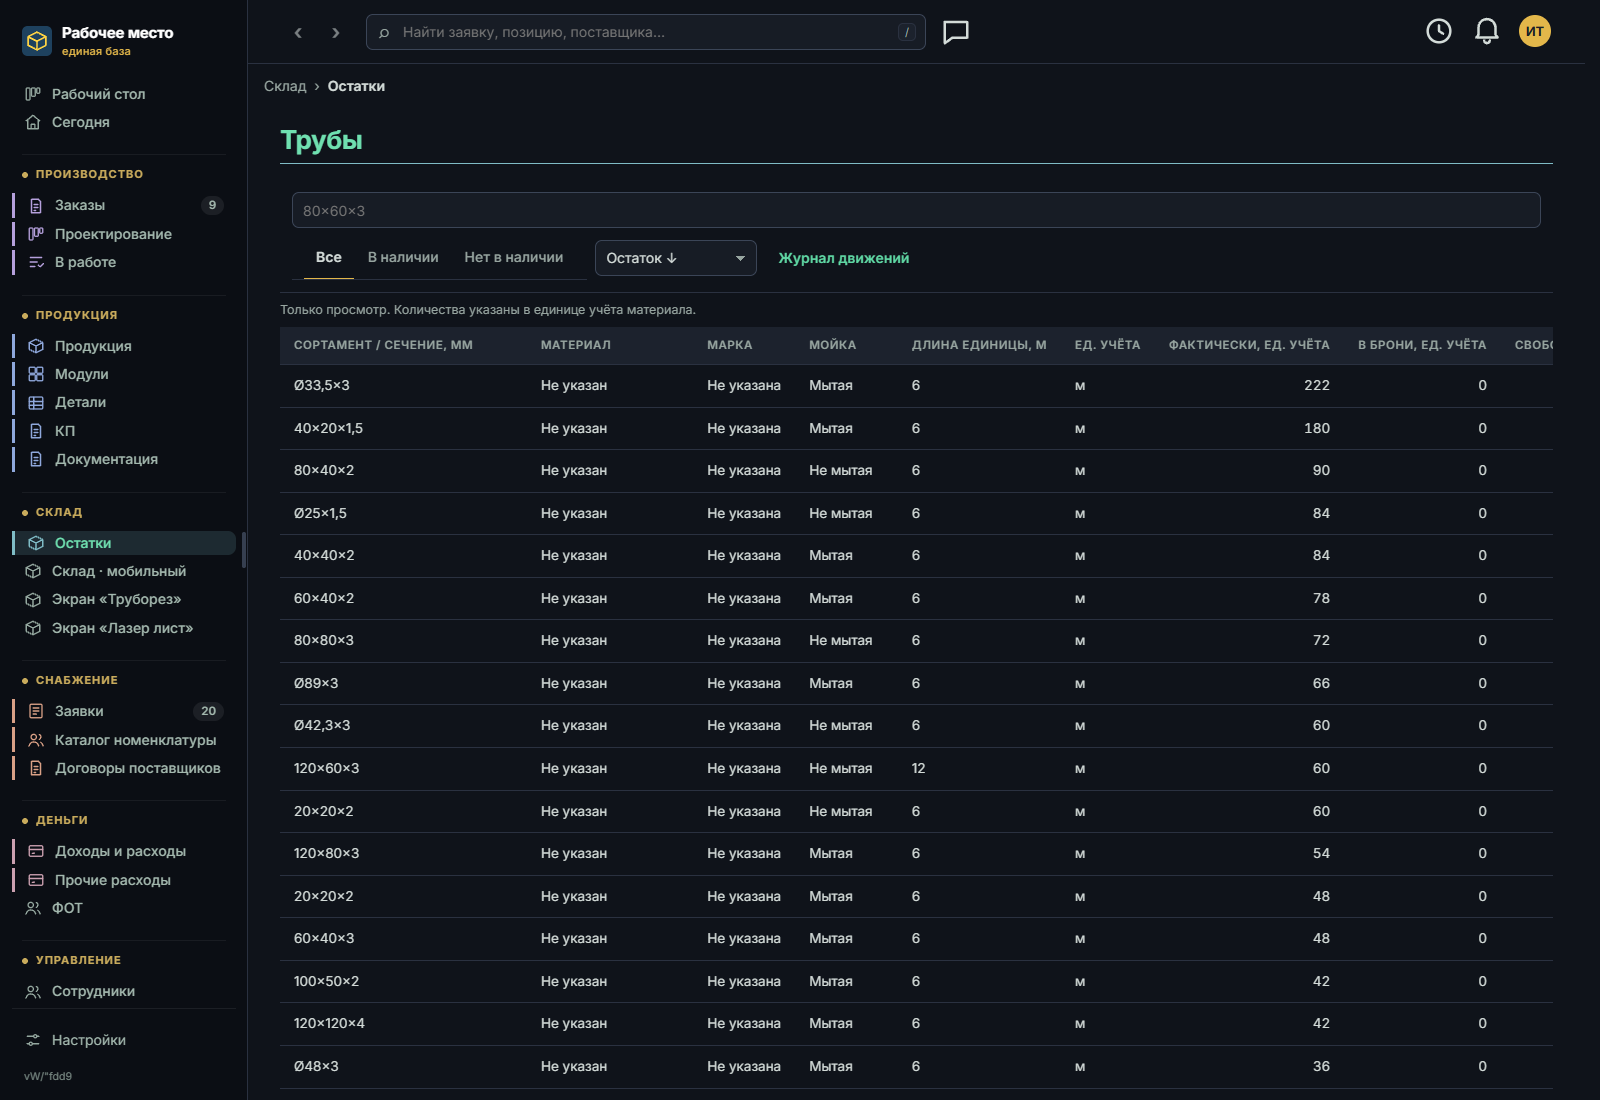 Рабочее место
единая база
Рабочий стол
Сегодня
ПРОИЗВОДСТВО
Заказы 9
Проектирование
В работе
ПРОДУКЦИЯ
Продукция
Модули
Детали
КП
Документация
СКЛАД
Остатки
Склад · мобильный
Экран «Труборез»
Экран «Лазер лист»
СНАБЖЕНИЕ
Заявки 20
Каталог номенклатуры
Договоры поставщиков
ДЕНЬГИ
Доходы и расходы
Прочие расходы
ФОТ
УПРАВЛЕНИЕ
Сотрудники
Настройки
vW/"fdd9
‹ › Найти заявку, позицию, поставщика... / ИТ
Склад › Остатки
Трубы
80×60×3
Все В наличии Нет в наличии Остаток ↓ Журнал движений
Только просмотр. Количества указаны в единице учёта материала.
СОРТАМЕНТ / СЕЧЕНИЕ, ММ МАТЕРИАЛ МАРКА МОЙКА ДЛИНА ЕДИНИЦЫ, М ЕД. УЧЁТА ФАКТИЧЕСКИ, ЕД. УЧЁТА В БРОНИ, ЕД. УЧЁТА
Ø33,5×3 Не указан Не указана Мытая 6 м 222 0
40×20×1,5 Не указан Не указана Мытая 6 м 180 0
80×40×2 Не указан Не указана Не мытая 6 м 90 0
Ø25×1,5 Не указан Не указана Не мытая 6 м 84 0
40×40×2 Не указан Не указана Мытая 6 м 84 0
60×40×2 Не указан Не указана Мытая 6 м 78 0
80×80×3 Не указан Не указана Не мытая 6 м 72 0
Ø89×3 Не указан Не указана Мытая 6 м 66 0
Ø42,3×3 Не указан Не указана Не мытая 6 м 60 0
120×60×3 Не указан Не указана Не мытая 12 м 60 0
20×20×2 Не указан Не указана Не мытая 6 м 60 0
120×80×3 Не указан Не указана Мытая 6 м 54 0
20×20×2 Не указан Не указана Мытая 6 м 48 0
60×40×3 Не указан Не указана Мытая 6 м 48 0
100×50×2 Не указан Не указана Мытая 6 м 42 0
120×120×4 Не указан Не указана Мытая 6 м 42 0
Ø48×3 Не указан Не указана Мытая 6 м 36 0